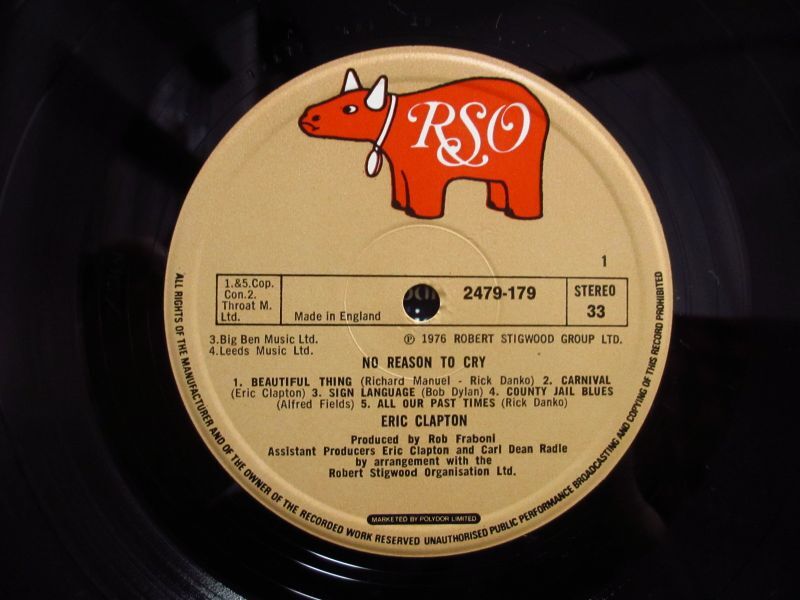 RSO
1
1.&5.Cop.
Con.2.
Throat M.
Ltd.
Made in England
2479-179
STEREO
33
3.Big Ben Music Ltd.
4.Leeds Music Ltd.
℗ 1976 ROBERT STIGWOOD GROUP LTD.
NO REASON TO CRY
1. BEAUTIFUL THING (Richard Manuel - Rick Danko) 2. CARNIVAL
(Eric Clapton) 3. SIGN LANGUAGE (Bob Dylan) 4. COUNTY JAIL BLUES
(Alfred Fields) 5. ALL OUR PAST TIMES (Rick Danko)
ERIC CLAPTON
Produced by Rob Fraboni
Assistant Producers Eric Clapton and Carl Dean Radle
by arrangement with the
Robert Stigwood Organisation Ltd.
MARKETED BY POLYDOR LIMITED
ALL RIGHTS OF THE MANUFACTURER AND OF THE OWNER OF THE RECORDED WORK RESERVED UNAUTHORISED PUBLIC PERFORMANCE BROADCASTING AND COPYING OF THIS RECORD PROHIBITED